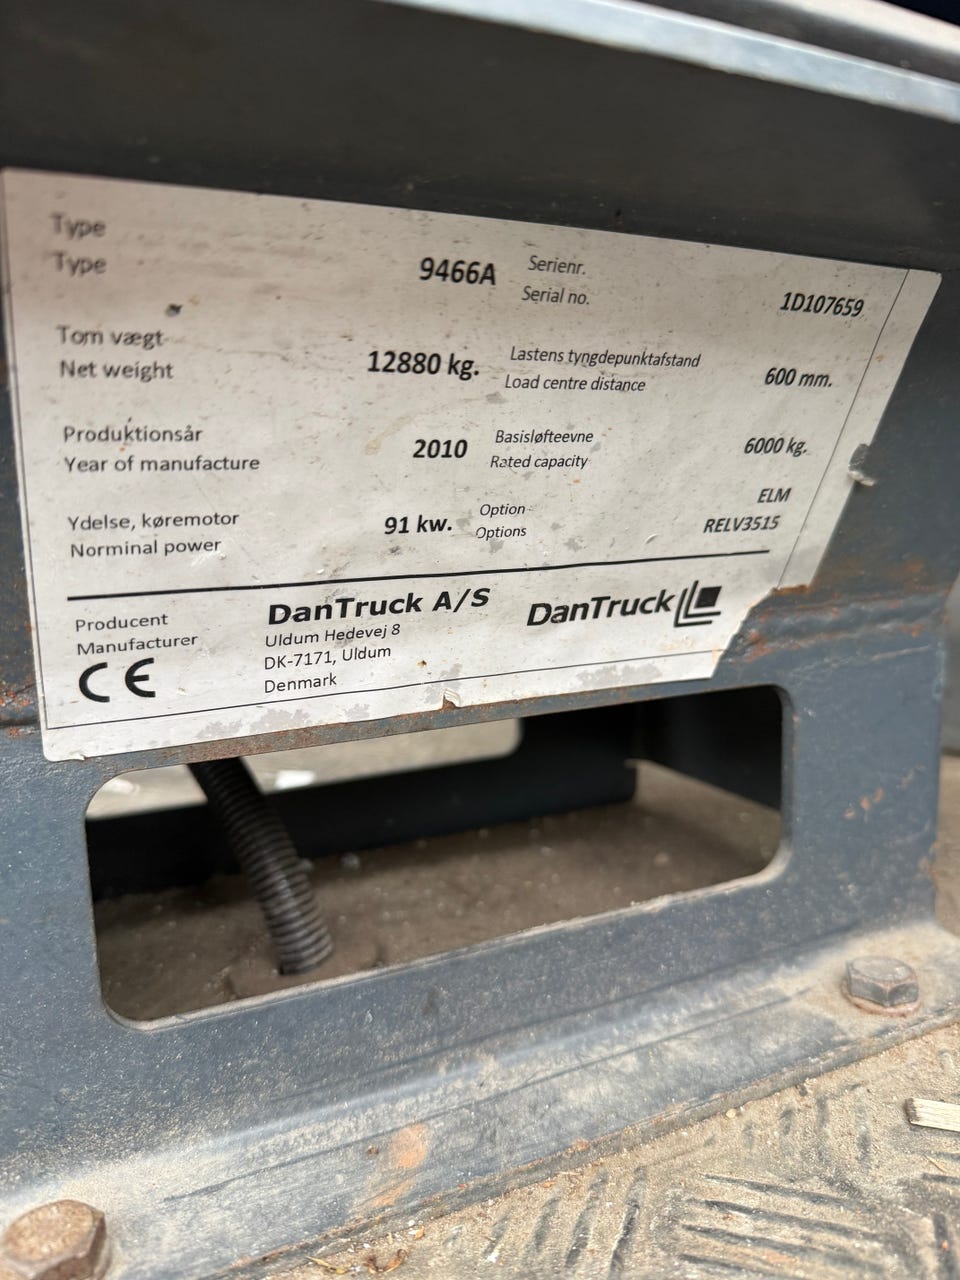 Type
Type 9466A
Serienr.
Serial no. 1D107659
Tom vægt
Net weight 12880 kg.
Lastens tyngdepunktafstand
Load centre distance 600 mm.
Produktionsår
Year of manufacture 2010
Basisløfteevne
Rated capacity 6000 kg.
Ydelse, køremotor
Norminal power 91 kw.
Option
Options
ELM
RELV3515
Producent
Manufacturer
DanTruck A/S
Uldum Hedevej 8
DK-7171, Uldum
Denmark
DanTruck
CE